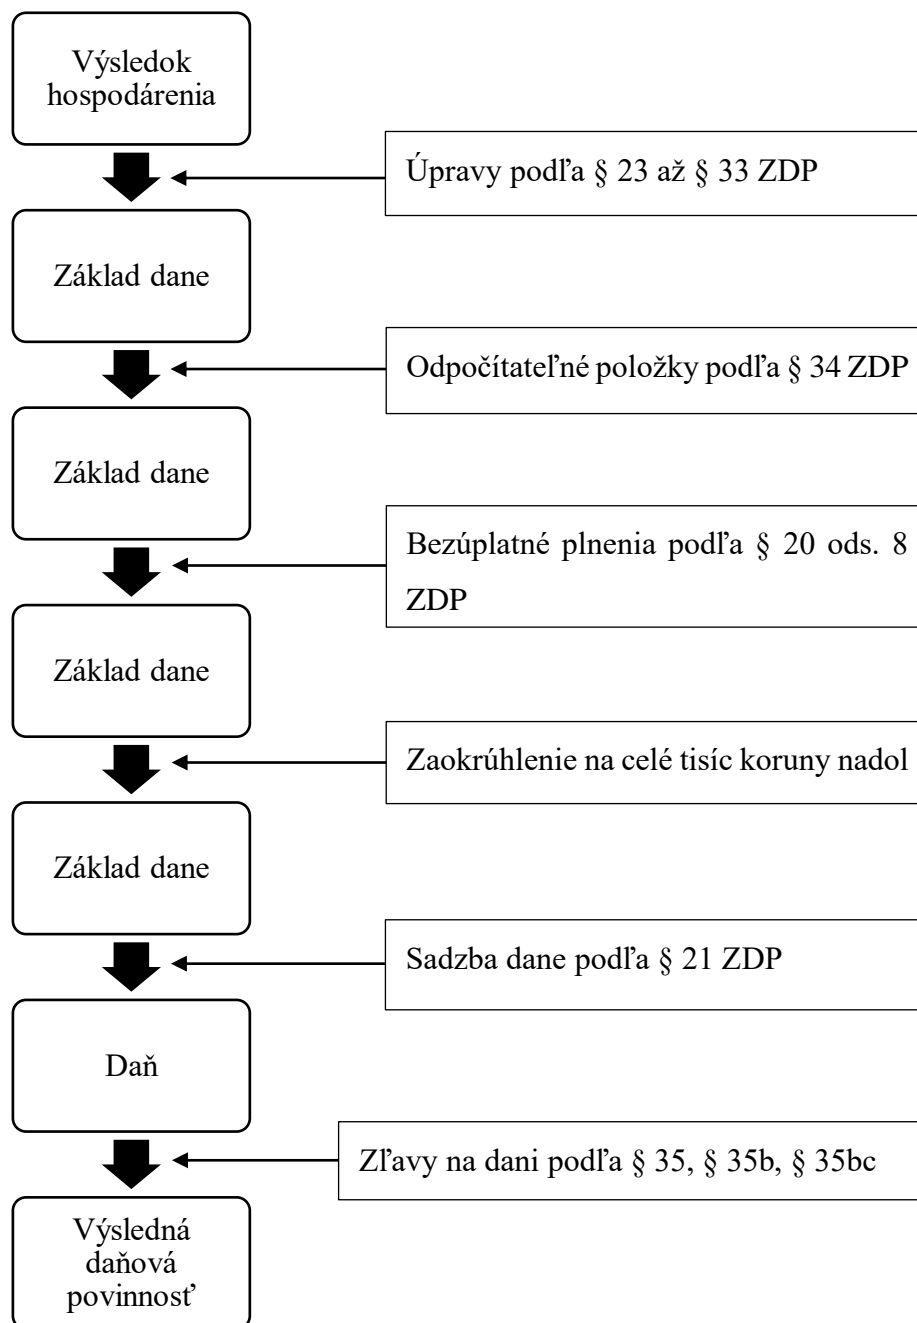 Výsledok
hospodárenia
Úpravy podľa § 23 až § 33 ZDP
Základ dane
Odpočítateľné položky podľa § 34 ZDP
Základ dane
Bezúplatné plnenia podľa § 20 ods. 8
ZDP
Základ dane
Zaokrúhlenie na celé tisíc koruny nadol
Základ dane
Sadzba dane podľa § 21 ZDP
Daň
Zľavy na dani podľa § 35, § 35b, § 35bc
Výsledná
daňová
povinnosť